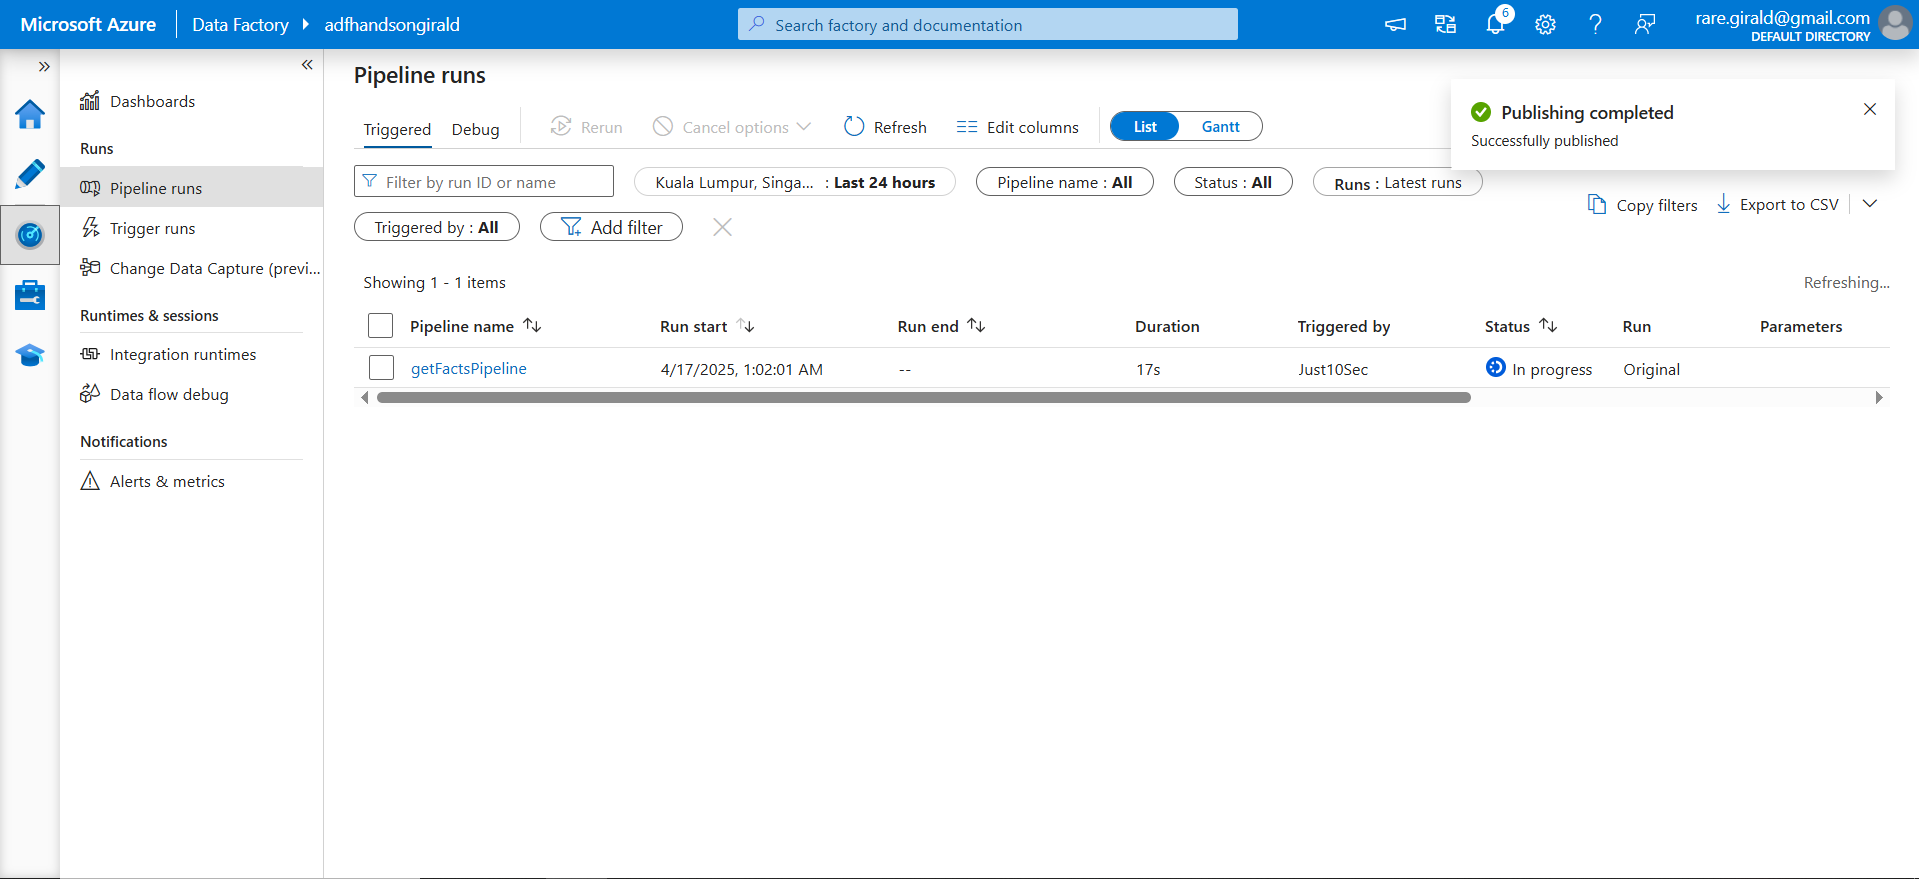 Microsoft Azure
Data Factory
adfhandsongirald
Search factory and documentation
6
rare.girald@gmail.com
DEFAULT DIRECTORY
Dashboards
Runs
Pipeline runs
Trigger runs
Change Data Capture (previ...
Runtimes & sessions
Integration runtimes
Data flow debug
Notifications
Alerts & metrics
Pipeline runs
Triggered
Debug
Rerun
Cancel options
Refresh
Edit columns
List
Gantt
Publishing completed
Successfully published
Filter by run ID or name
Kuala Lumpur, Singa... : Last 24 hours
Pipeline name : All
Status : All
Runs : Latest runs
Triggered by : All
Add filter
Copy filters
Export to CSV
Showing 1 - 1 items
Refreshing...
Pipeline name Run start Run end Duration Triggered by Status Run Parameters
getFactsPipeline 4/17/2025, 1:02:01 AM -- 17s Just10Sec In progress Original